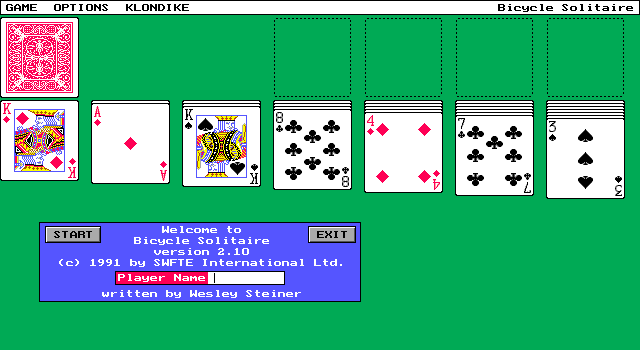 GAME OPTIONS KLONDIKE Bicycle Solitaire
K A K 8 4 7 3
K A K 8 4 7 3
START Welcome to EXIT
Bicycle Solitaire
version 2.10
(c) 1991 by SWFTE International Ltd.
Player Name
written by Wesley Steiner